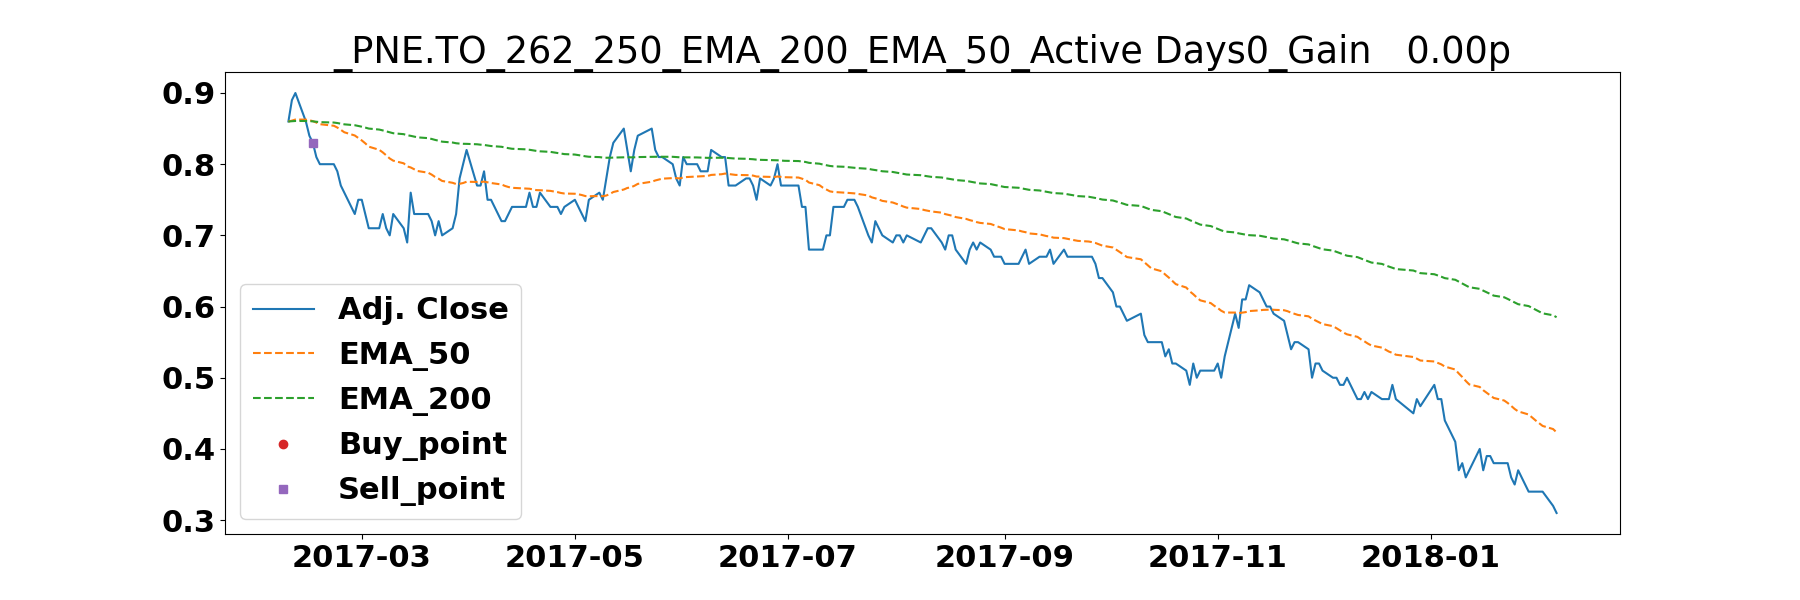 _PNE.TO_262_250_EMA_200_EMA_50_Active Days0_Gain   0.00p
0.9
0.8
0.7
0.6
0.5
0.4
0.3
Adj. Close
EMA_50
EMA_200
Buy_point
Sell_point
2017-03 2017-05 2017-07 2017-09 2017-11 2018-01